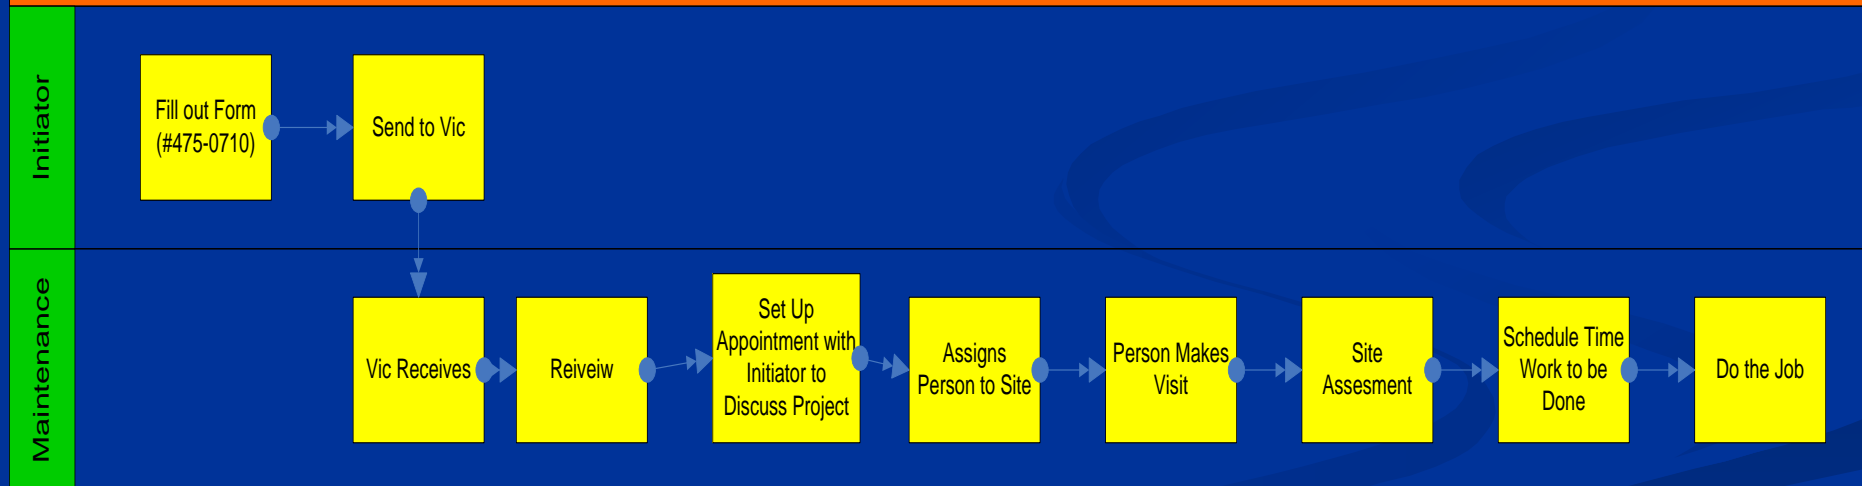 Initiator
Fill out Form
(#475-0710)
Send to Vic
Maintenance
Vic Receives
Reiveiw
Set Up
Appointment with
Initiator to
Discuss Project
Assigns
Person to Site
Person Makes
Visit
Site
Assesment
Schedule Time
Work to be
Done
Do the Job